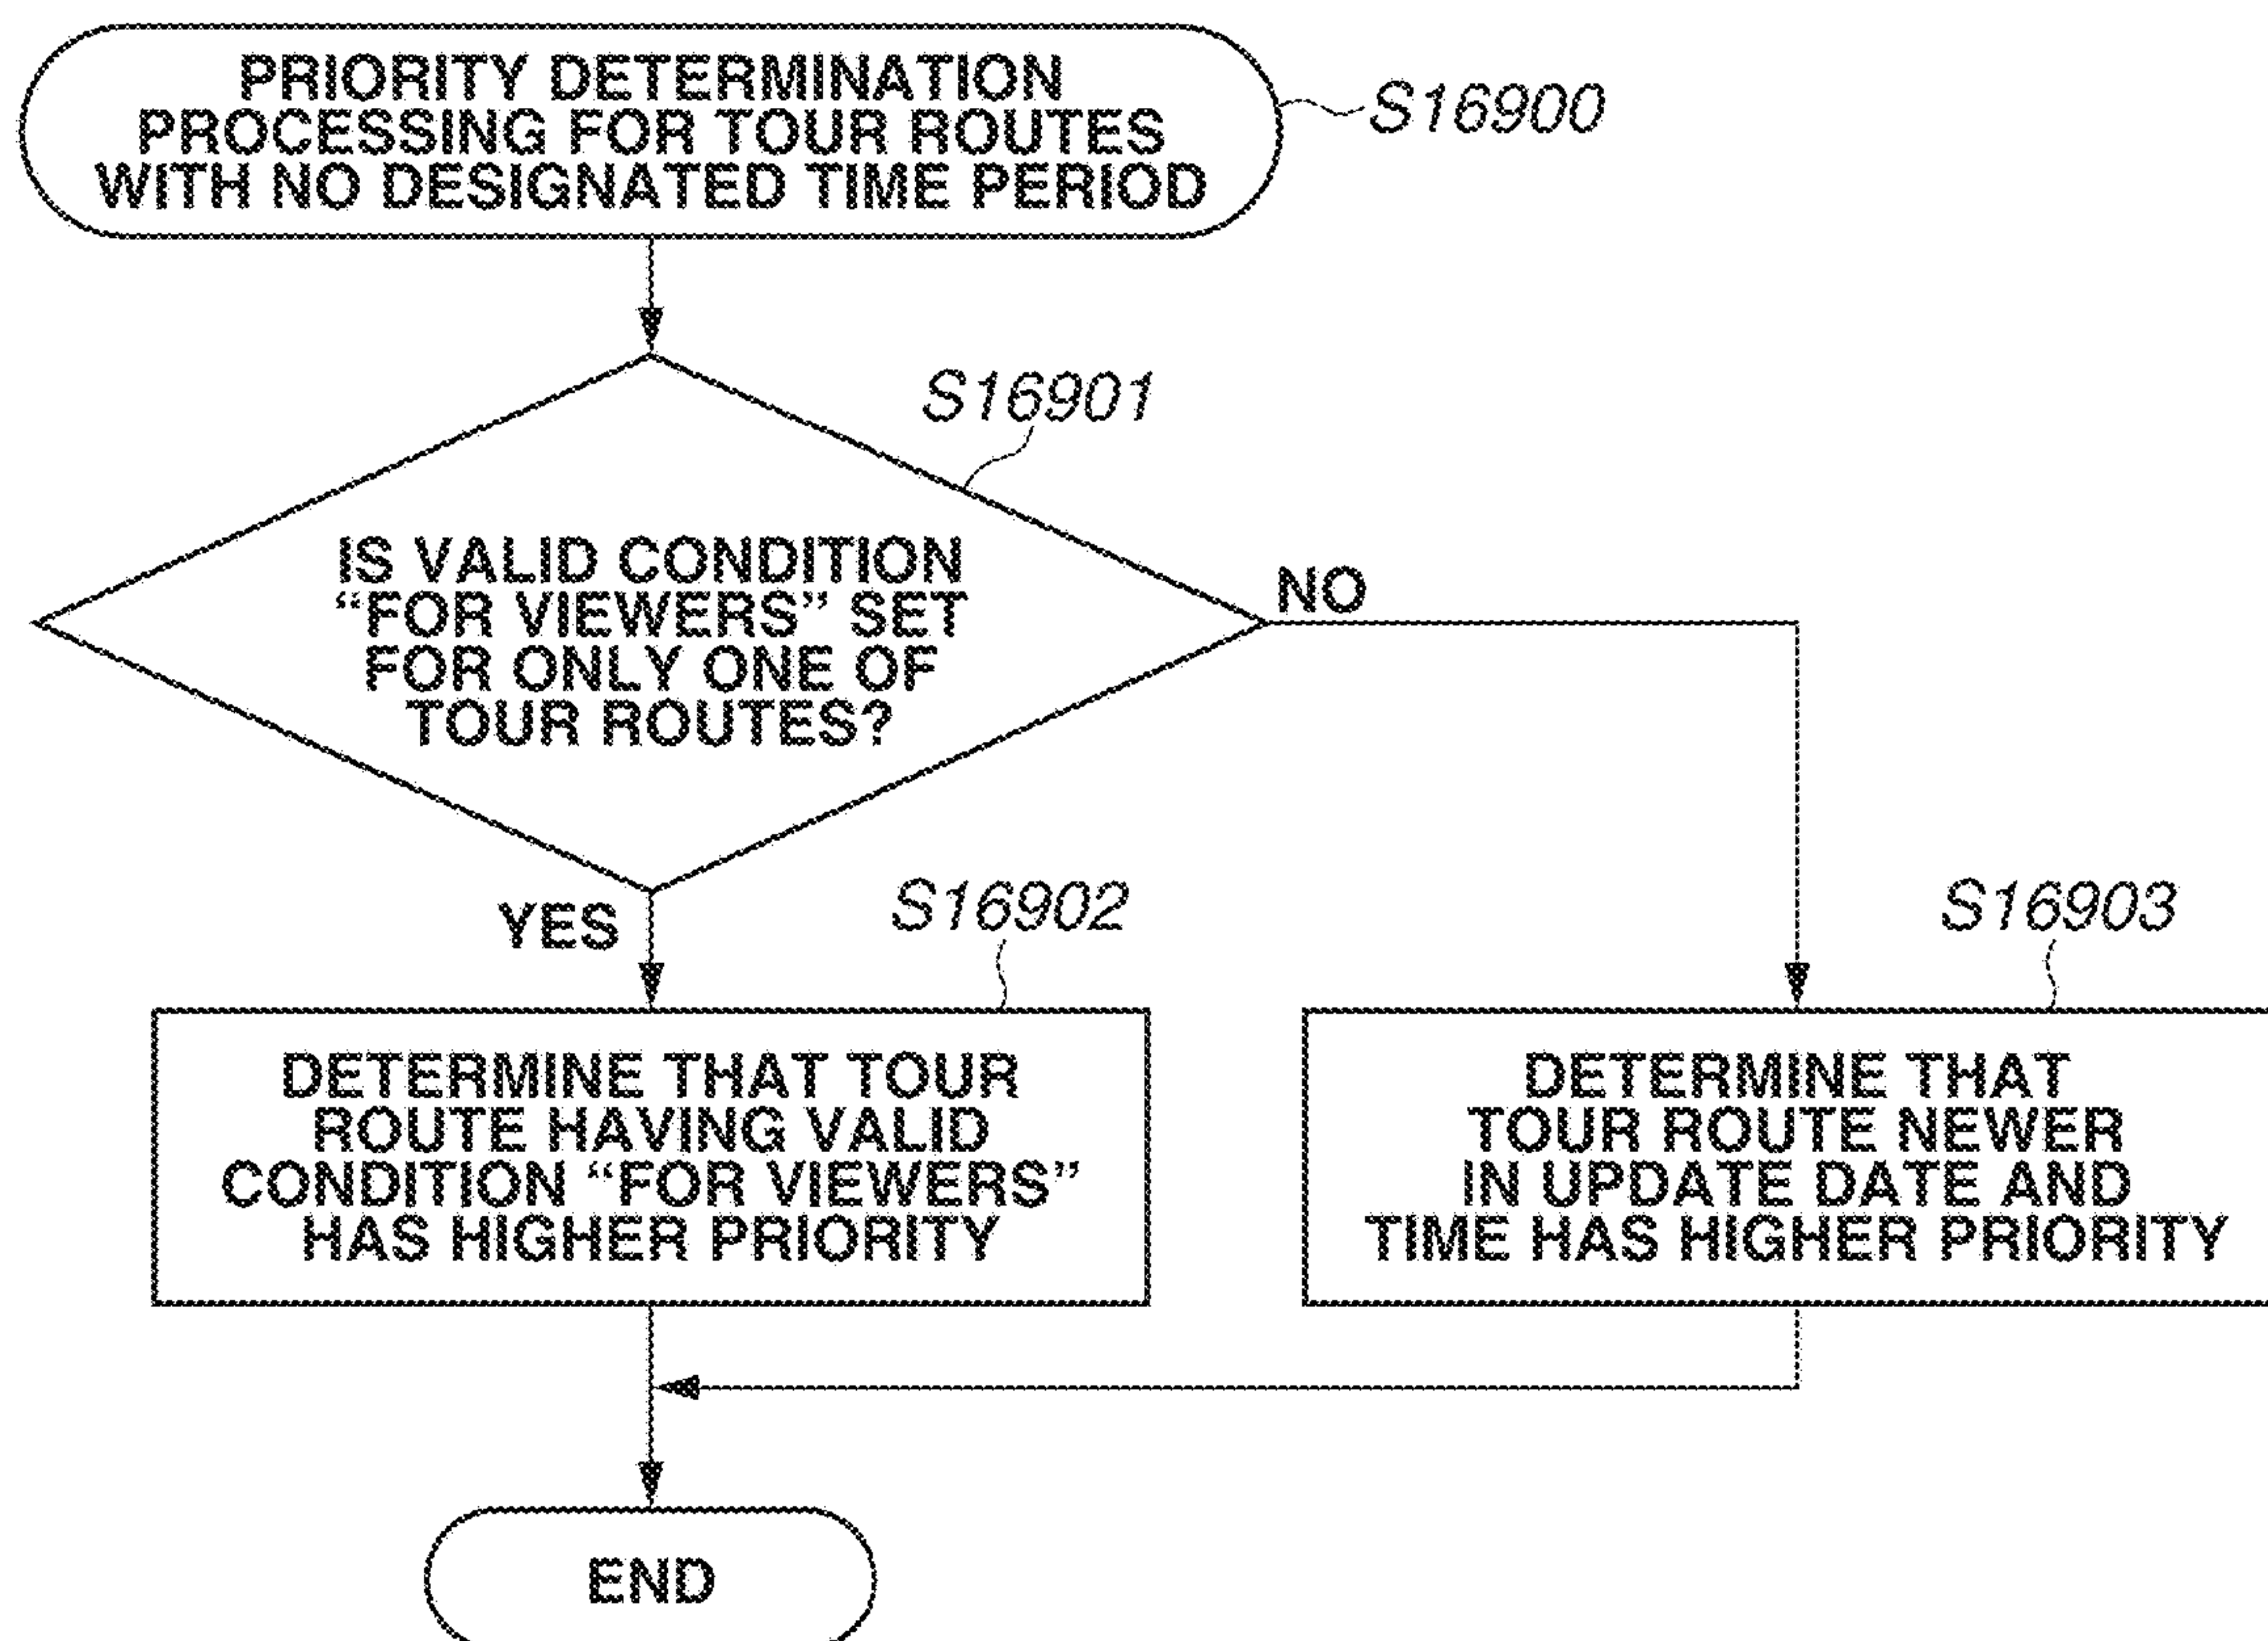 PRIORITY DETERMINATION
PROCESSING FOR TOUR ROUTES
WITH NO DESIGNATED TIME PERIOD
S16900
S16901
IS VALID CONDITION
“FOR VIEWERS” SET
FOR ONLY ONE OF
TOUR ROUTES?
NO
YES
S16902
S16903
DETERMINE THAT TOUR
ROUTE HAVING VALID
CONDITION “FOR VIEWERS”
HAS HIGHER PRIORITY
DETERMINE THAT
TOUR ROUTE NEWER
IN UPDATE DATE AND
TIME HAS HIGHER PRIORITY
END